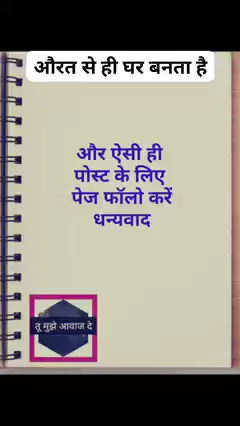 औरत से ही घर बनता है
और ऐसी ही
पोस्ट के लिए
पेज फॉलो करें
धन्यवाद
तू मुझे आवाज दे